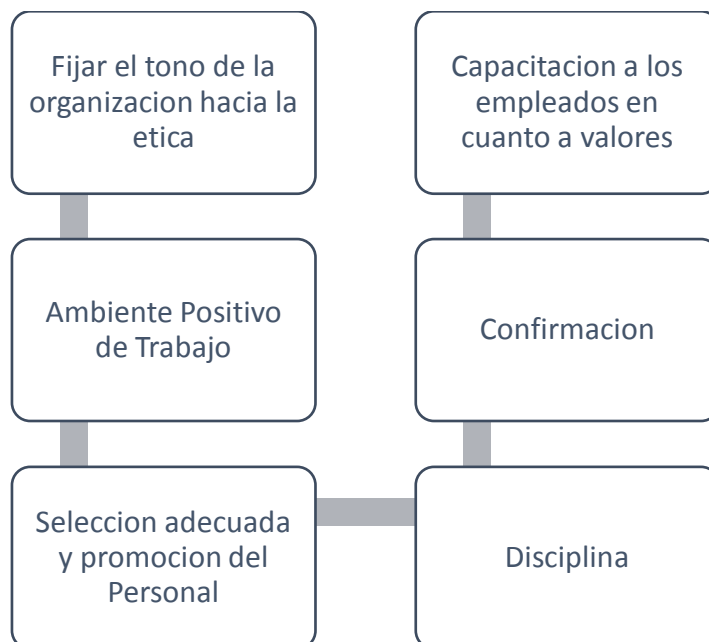 Fijar el tono de la
organizacion hacia la
etica
Ambiente Positivo
de Trabajo
Seleccion adecuada
y promocion del
Personal
Disciplina
Confirmacion
Capacitacion a los
empleados en
cuanto a valores